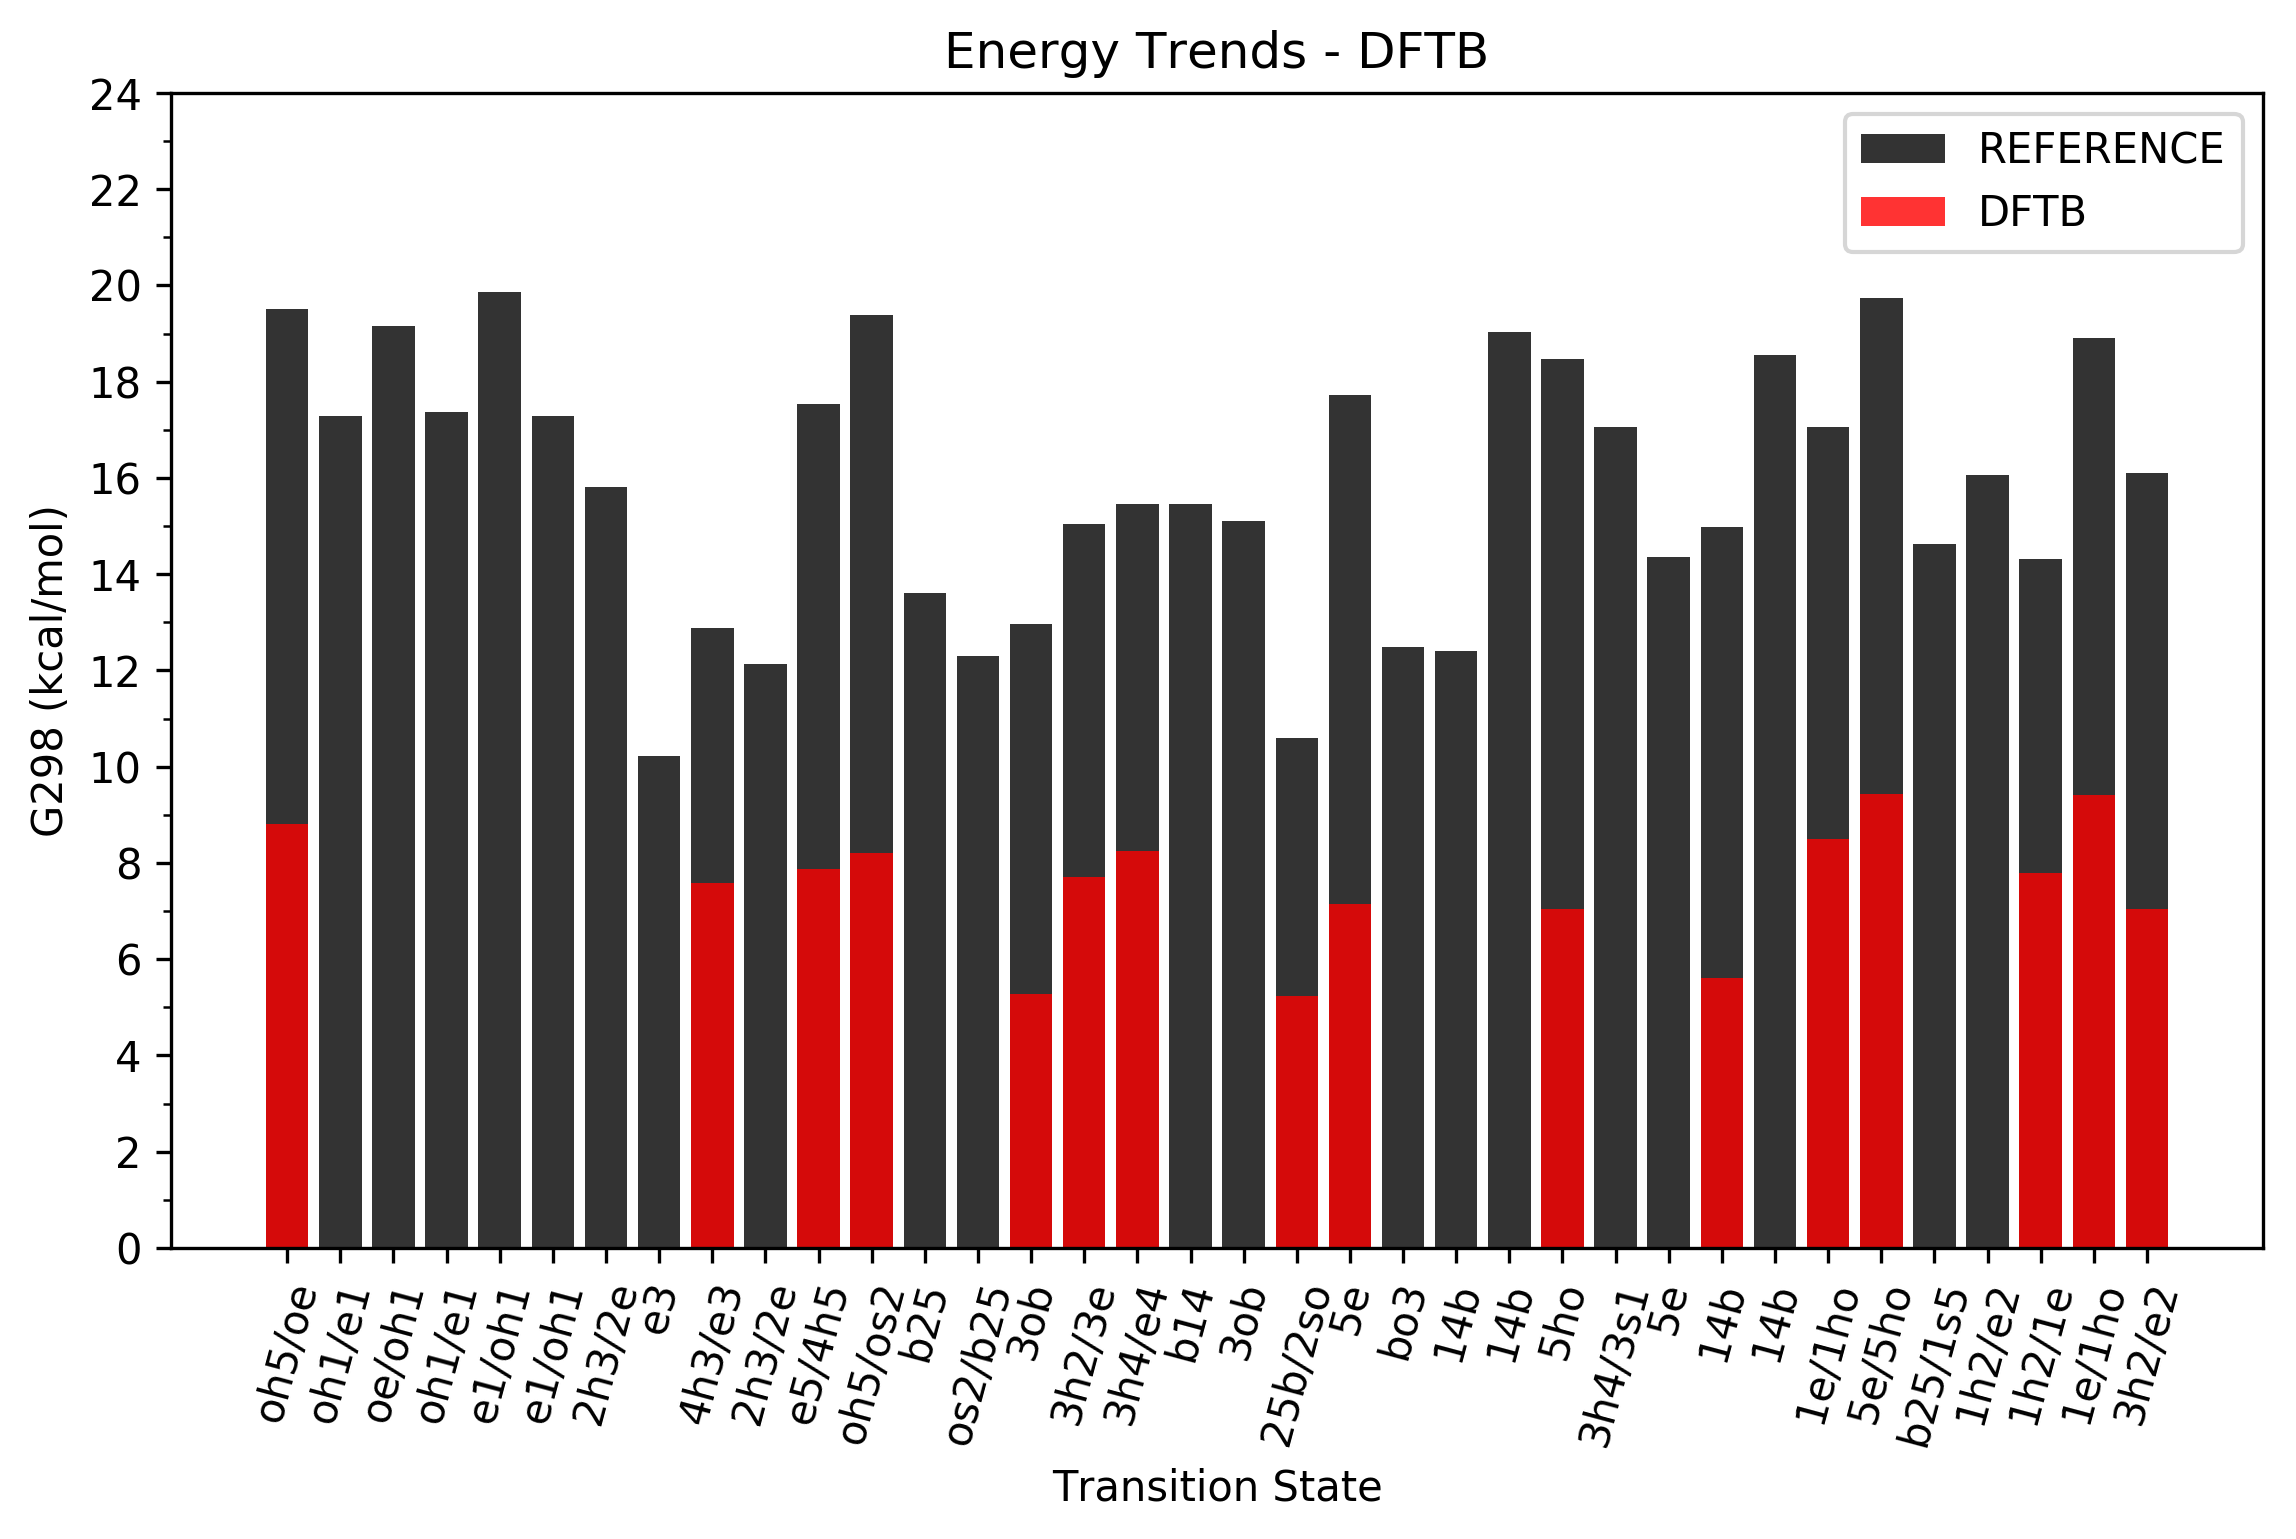 Energy Trends - DFTB
24
22
20
18
16
14
12
10
8
6
4
2
0
G298 (kcal/mol)
REFERENCE
DFTB
oh5/oe
oh1/e1
oe/oh1
oh1/e1
e1/oh1
e1/oh1
2h3/2e
e3
4h3/e3
2h3/2e
e5/4h5
oh5/os2
b25
os2/b25
3ob
3h2/3e
3h4/e4
b14
3ob
25b/2so
5e
bo3
14b
14b
5ho
3h4/3s1
5e
14b
14b
1e/1ho
5e/5ho
b25/1s5
1h2/e2
1h2/1e
1e/1ho
3h2/e2
Transition State